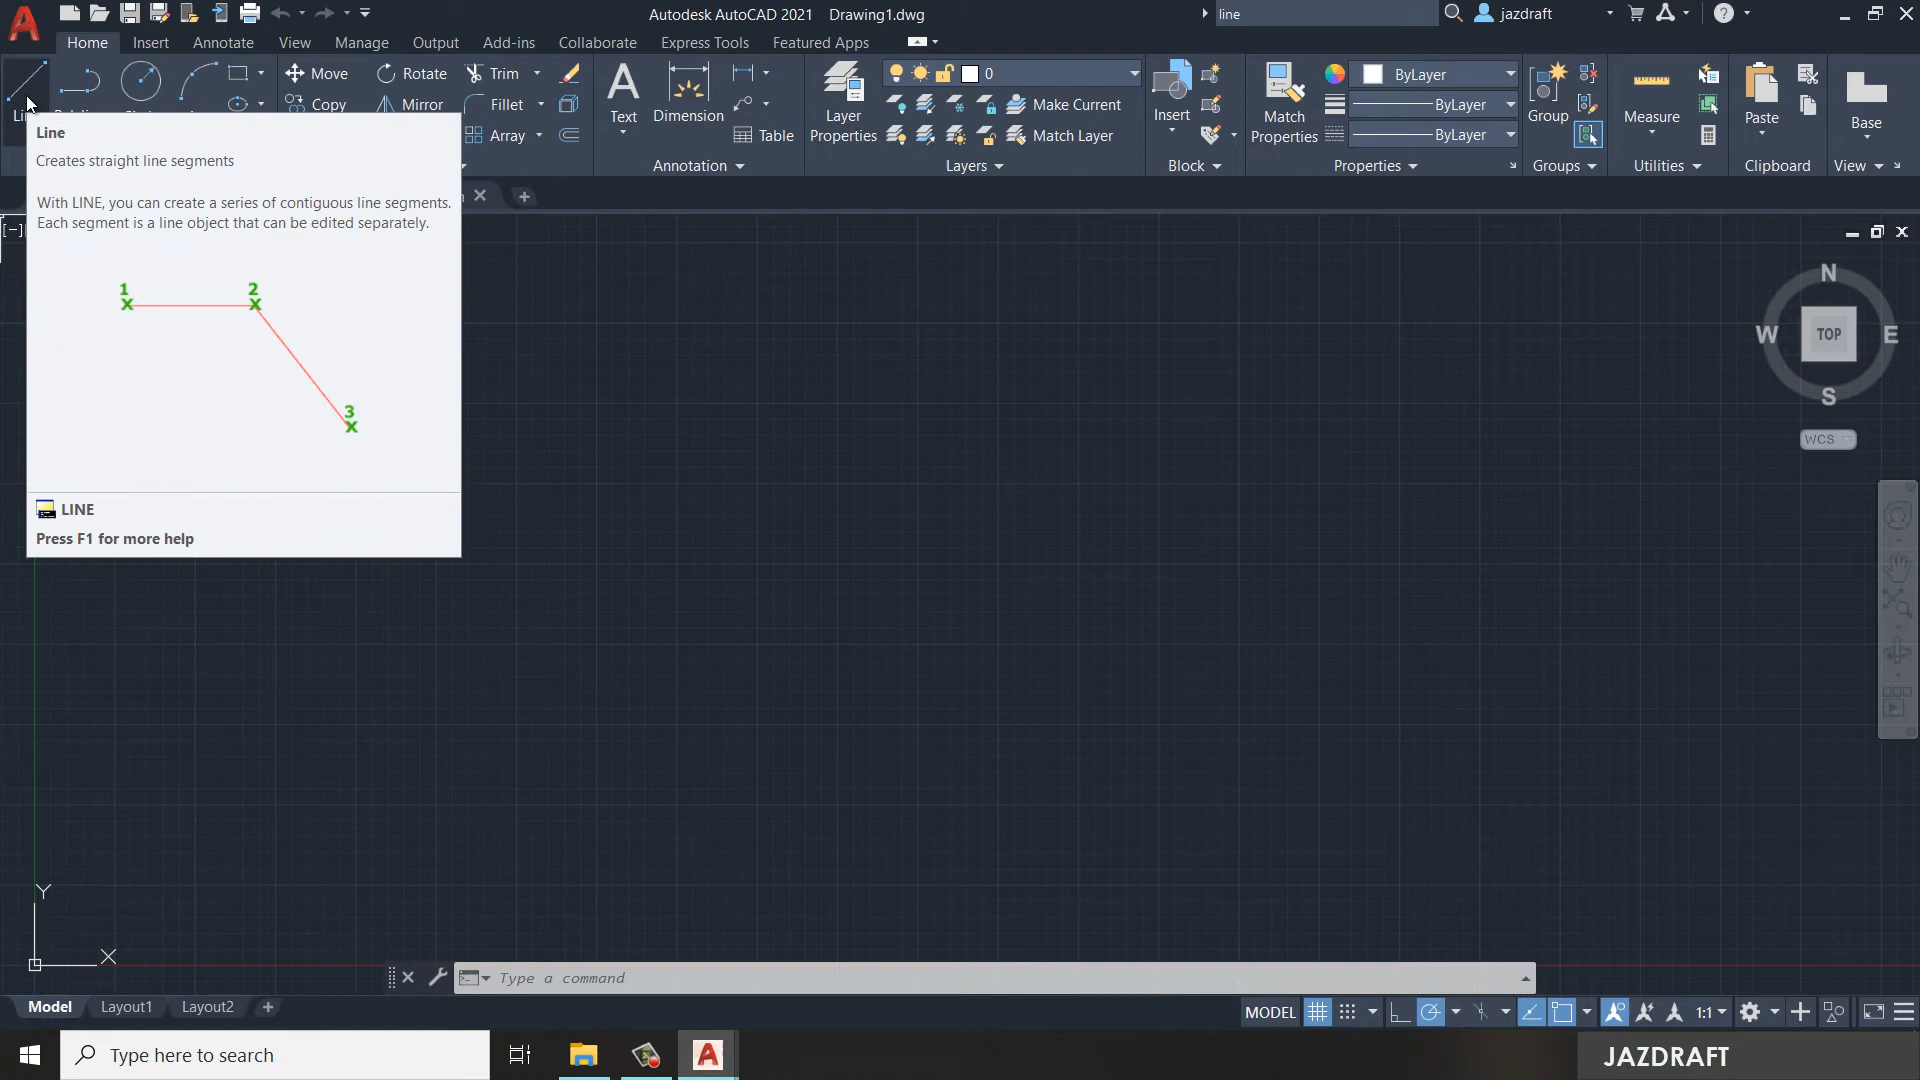 Autodesk AutoCAD 2021 Drawing1.dwg
line
jazdraft
Home Insert Annotate View Manage Output Add-ins Collaborate Express Tools Featured Apps
Move Rotate Trim
Copy Mirror Fillet
Array
Text
Dimension
Table
Annotation
Layer
Properties
0
Make Current
Match Layer
Layers
Insert
Block
Match
Properties
ByLayer
ByLayer
ByLayer
Properties
Group
Groups
Measure
Utilities
Paste
Clipboard
Base
View
Line
Creates straight line segments
With LINE, you can create a series of contiguous line segments.
Each segment is a line object that can be edited separately.
1 2
3
LINE
Press F1 for more help
[−]
N
W TOP E
S
WCS
Y
X
Type a command
Model Layout1 Layout2
MODEL 1:1
Type here to search
JAZDRAFT